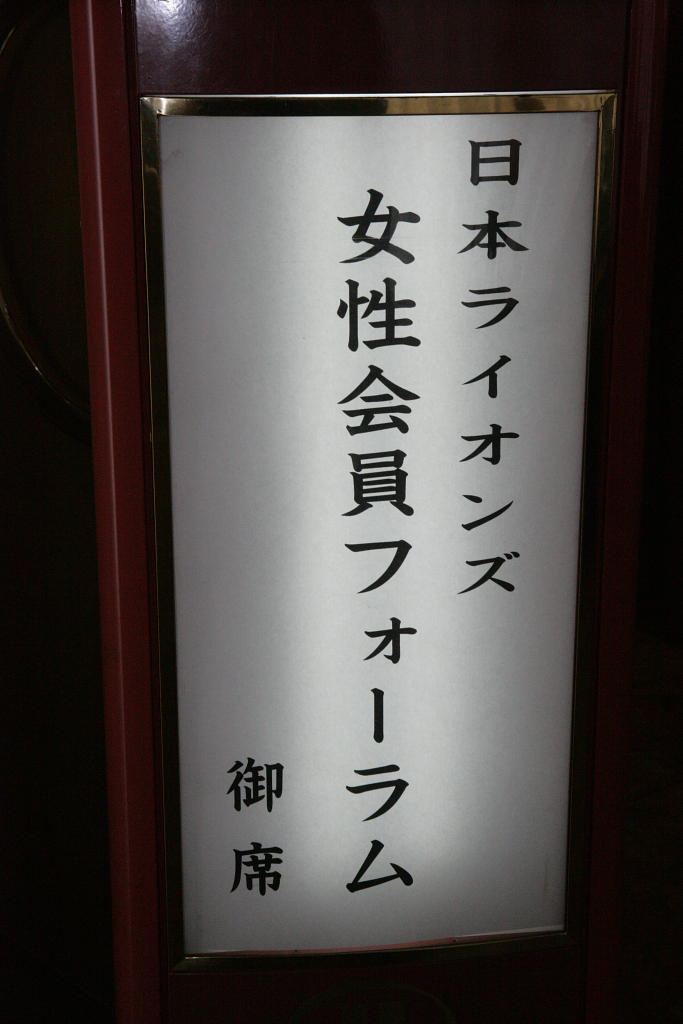 日本ライオンズ
女性会員フォーラム
御席